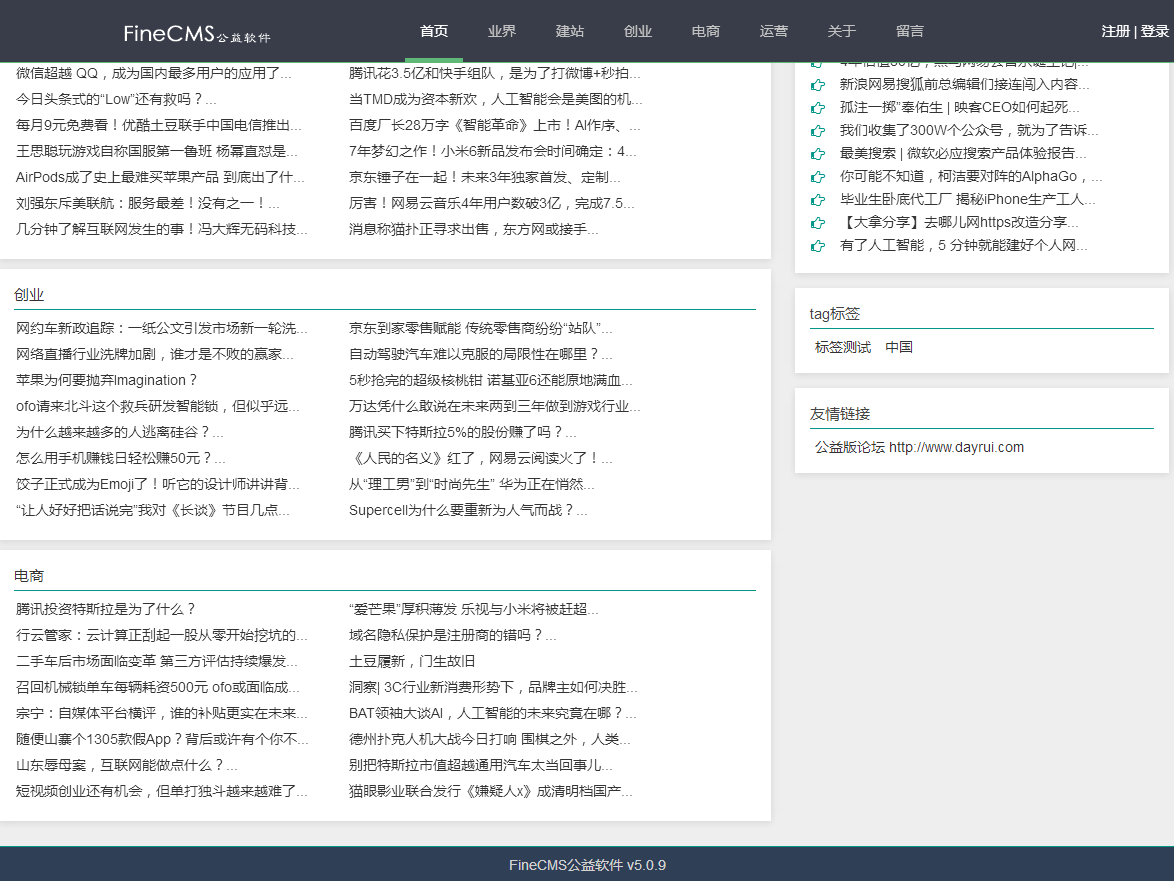 FineCMS公益软件
首页 业界 建站 创业 电商 运营 关于 留言
注册 | 登录
微信超越 QQ，成为国内最多用户的应用了...
今日头条式的“Low”还有救吗？...
每月9元免费看！优酷土豆联手中国电信推出...
王思聪玩游戏自称国服第一鲁班 杨幂直怼是...
AirPods成了史上最难买苹果产品 到底出了什...
刘强东斥美联航：服务最差！没有之一！...
几分钟了解互联网发生的事！冯大辉无码科技...
腾讯花3.5亿和快手组队，是为了打微博+秒拍...
当TMD成为资本新欢，人工智能会是美图的机...
百度厂长28万字《智能革命》上市！AI作序、...
7年梦幻之作！小米6新品发布会时间确定：4...
京东锤子在一起！未来3年独家首发、定制...
厉害！网易云音乐4年用户数破3亿，完成7.5...
消息称猫扑正寻求出售，东方网或接手...
创业
网约车新政追踪：一纸公文引发市场新一轮洗...
网络直播行业洗牌加剧，谁才是不败的赢家...
苹果为何要抛弃Imagination？
ofo请来北斗这个救兵研发智能锁，但似乎远...
为什么越来越多的人逃离硅谷？...
怎么用手机赚钱日轻松赚50元？...
饺子正式成为Emoji了！听它的设计师讲讲背...
“让人好好把话说完”我对《长谈》节目几点...
京东到家零售赋能 传统零售商纷纷“站队”...
自动驾驶汽车难以克服的局限性在哪里？...
5秒抢完的超级核桃钳 诺基亚6还能原地满血...
万达凭什么敢说在未来两到三年做到游戏行业...
腾讯买下特斯拉5%的股份赚了吗？...
《人民的名义》红了，网易云阅读火了！...
从“理工男”到“时尚先生” 华为正在悄然...
Supercell为什么要重新为人气而战？...
电商
腾讯投资特斯拉是为了什么？
行云管家：云计算正刮起一股从零开始挖坑的...
二手车后市场面临变革 第三方评估持续爆发...
召回机械锁单车每辆耗资500元 ofo或面临成...
宗宁：自媒体平台横评，谁的补贴更实在未来...
随便山寨个1305款假App？背后或许有个你不...
山东辱母案，互联网能做点什么？...
短视频创业还有机会，但单打独斗越来越难了...
“爱芒果”厚积薄发 乐视与小米将被赶超...
域名隐私保护是注册商的错吗？...
土豆履新，门生故旧
洞察| 3C行业新消费形势下，品牌主如何决胜...
BAT领袖大谈AI，人工智能的未来究竟在哪？...
德州扑克人机大战今日打响 围棋之外，人类...
别把特斯拉市值超越通用汽车太当回事儿...
猫眼影业联合发行《嫌疑人x》成清明档国产...
新浪网易搜狐前总编辑们接连闯入内容...
孤注一掷”奉佑生 | 映客CEO如何起死...
我们收集了300W个公众号，就为了告诉...
最美搜索 | 微软必应搜索产品体验报告...
你可能不知道，柯洁要对阵的AlphaGo，...
毕业生卧底代工厂 揭秘iPhone生产工人...
【大拿分享】去哪儿网https改造分享...
有了人工智能，5 分钟就能建好个人网...
tag标签
标签测试 中国
友情链接
公益版论坛 http://www.dayrui.com
FineCMS公益软件 v5.0.9